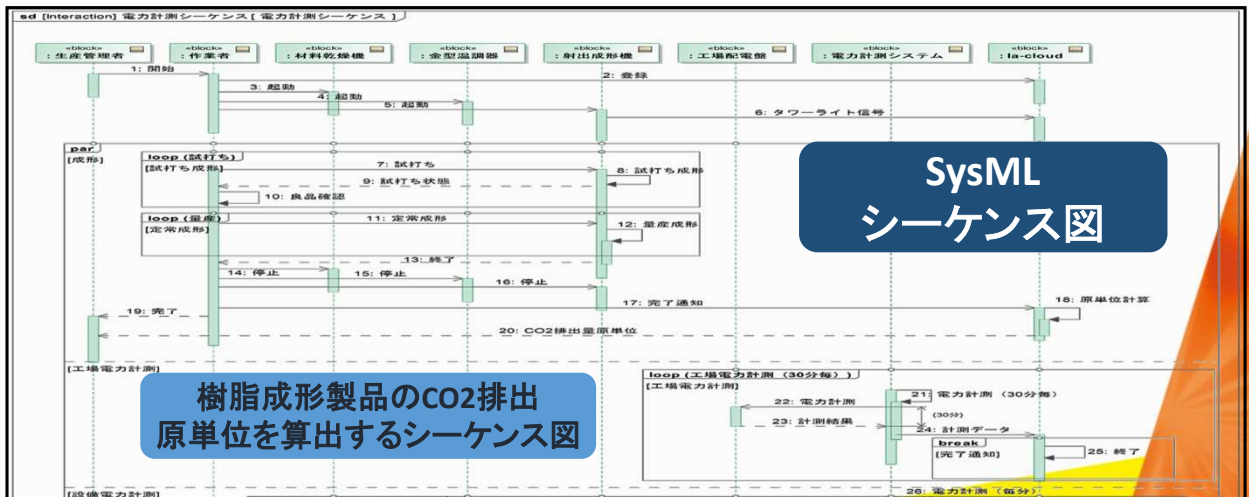 sd [Interaction] 電力計測シーケンス[ 電力計測シーケンス ]
«block»
: 生産管理者
«block»
: 作業者
«block»
: 材料乾燥機
«block»
: 金型温調器
«block»
: 射出成形機
«block»
: 工場配電盤
«block»
: 電力計測システム
«block»
: Ia-cloud
1: 開始
2: 登録
3: 起動
4: 起動
5: 起動
6: タワーライト信号
par
[成形]
loop (試打ち)
[試打ち成形]
7: 試打ち
8: 試打ち成形
9: 試打ち状態
10: 良品確認
loop (量産)
[定常成形]
11: 定常成形
12: 量産成形
13: 終了
14: 停止
15: 停止
16: 停止
17: 完了通知
18: 原単位計算
19: 完了
20: CO2排出量原単位
SysML
シーケンス図
[工場電力計測]
樹脂成形製品のCO2排出
原単位を算出するシーケンス図
loop (工場電力計測（30分毎）)
[工場電力計測]
21: 電力計測（30分毎）
22: 電力計測
23: 計測結果
(30分)
24: 計測データ
break
[完了通知]
25: 終了
[設備電力計測]
26: 電力計測（毎分）